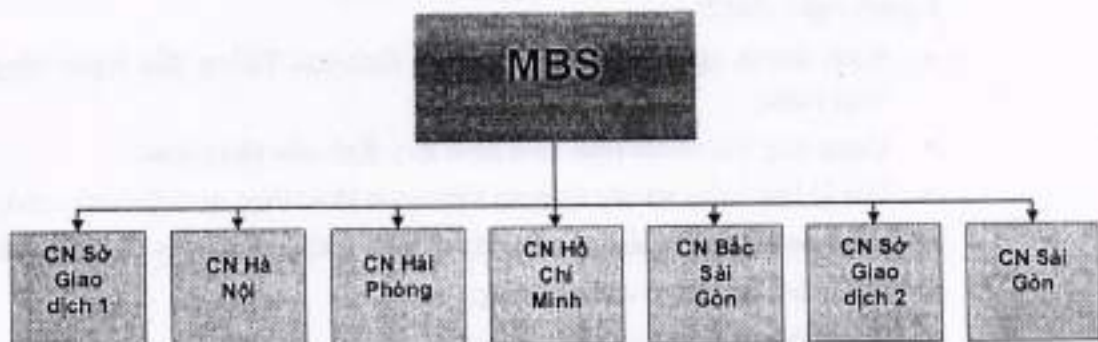 MBS
CN Sở
Giao
dịch 1
CN Hà
Nội
CN Hải
Phòng
CN Hồ
Chí
Minh
CN Bắc
Sài
Gòn
CN Sở
Giao
dịch 2
CN Sài
Gòn